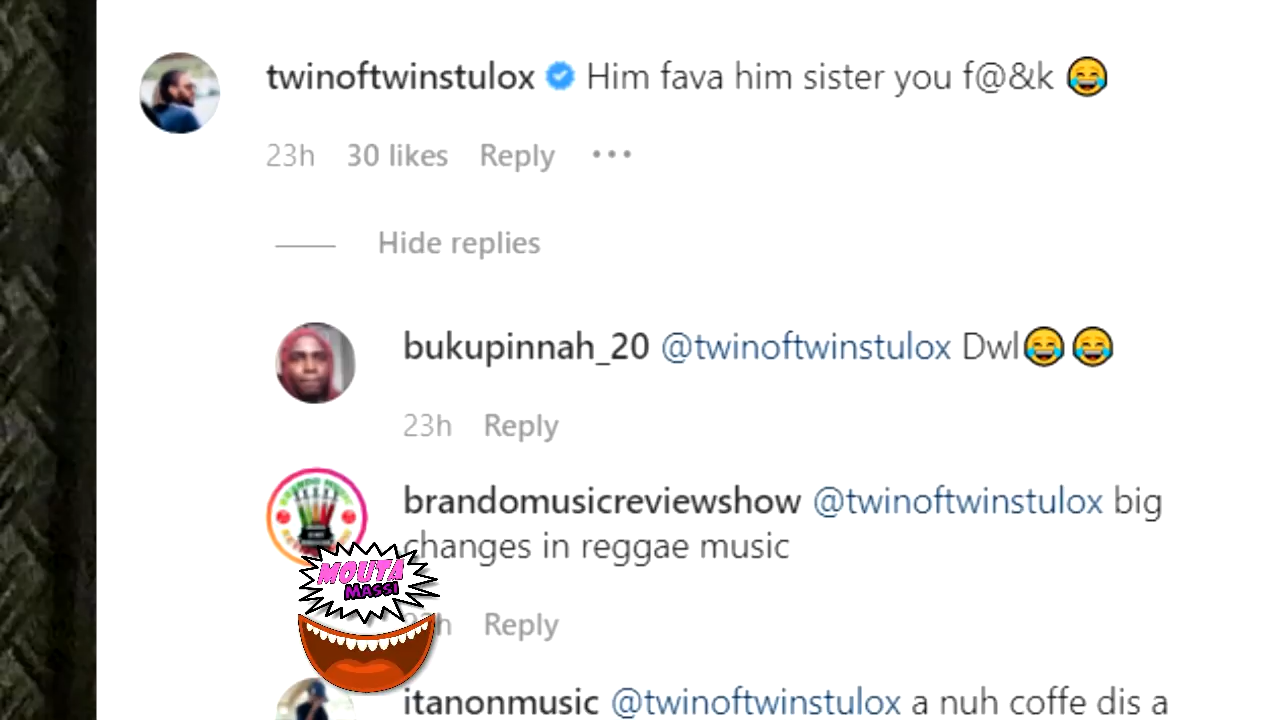 twinoftwinstulox Him fava him sister you f@&k 😂
23h 30 likes Reply •••
Hide replies
bukupinnah_20 @twinoftwinstulox Dwl😂😂
23h Reply
brandomusicreviewshow @twinoftwinstulox big
changes in reggae music
MOUTA
MASSI
Reply
itanonmusic @twinoftwinstulox a nuh coffe dis a